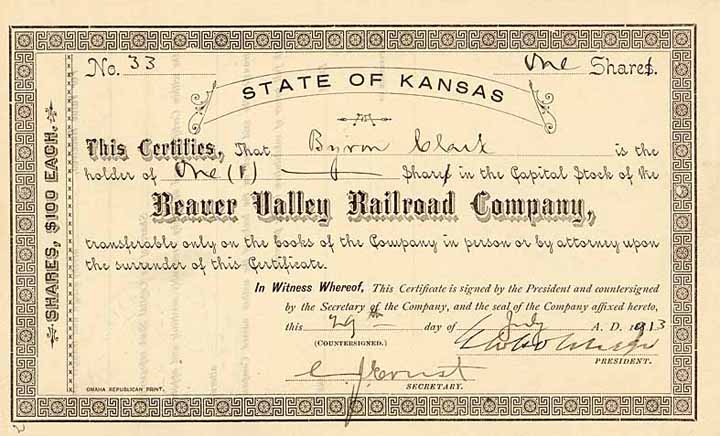 No. 33 One Share
STATE OF KANSAS
This Certifies, That Byron Clark is the
holder of One (1) Share in the Capital Stock of the
Beaver Valley Railroad Company,
transferable only on the books of the Company in person or by attorney upon
the surrender of this Certificate.
In Witness Whereof, This Certificate is signed by the President and countersigned
by the Secretary of the Company, and the seal of the Company affixed hereto,
this 29th day of July A. D. 1913
(COUNTERSIGNED.)
PRESIDENT.
SECRETARY.
OMAHA REPUBLICAN PRINT.
SHARES, $100 EACH.